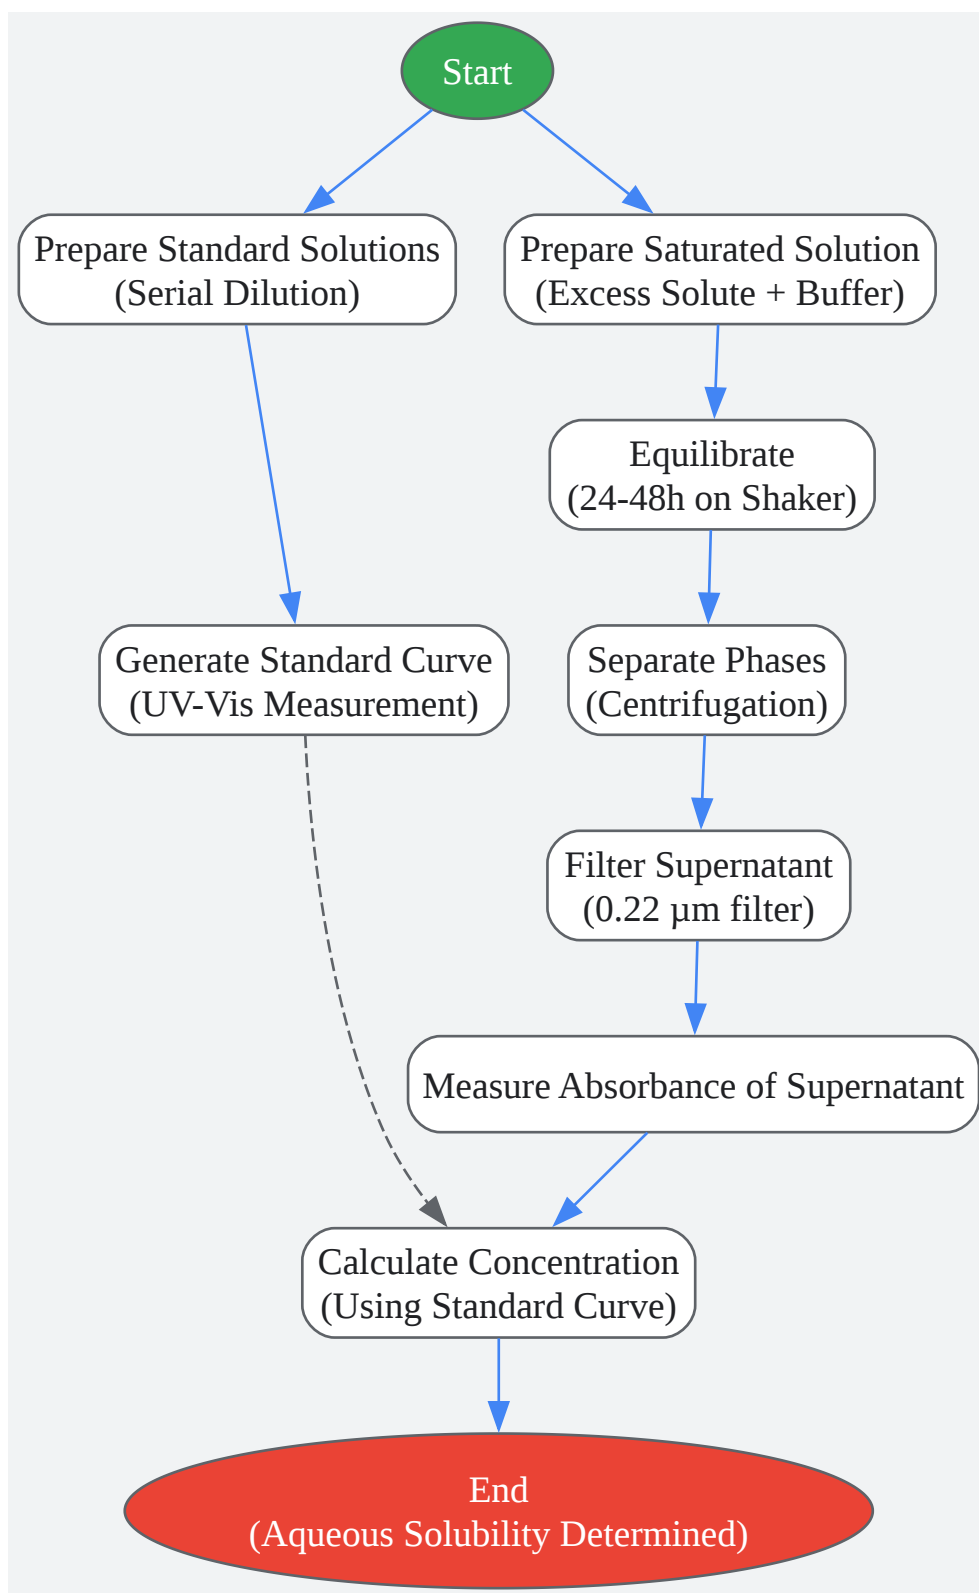 Start
Prepare Standard Solutions
(Serial Dilution)
Prepare Saturated Solution
(Excess Solute + Buffer)
Equilibrate
(24-48h on Shaker)
Generate Standard Curve
(UV-Vis Measurement)
Separate Phases
(Centrifugation)
Filter Supernatant
(0.22 µm filter)
Measure Absorbance of Supernatant
Calculate Concentration
(Using Standard Curve)
End
(Aqueous Solubility Determined)